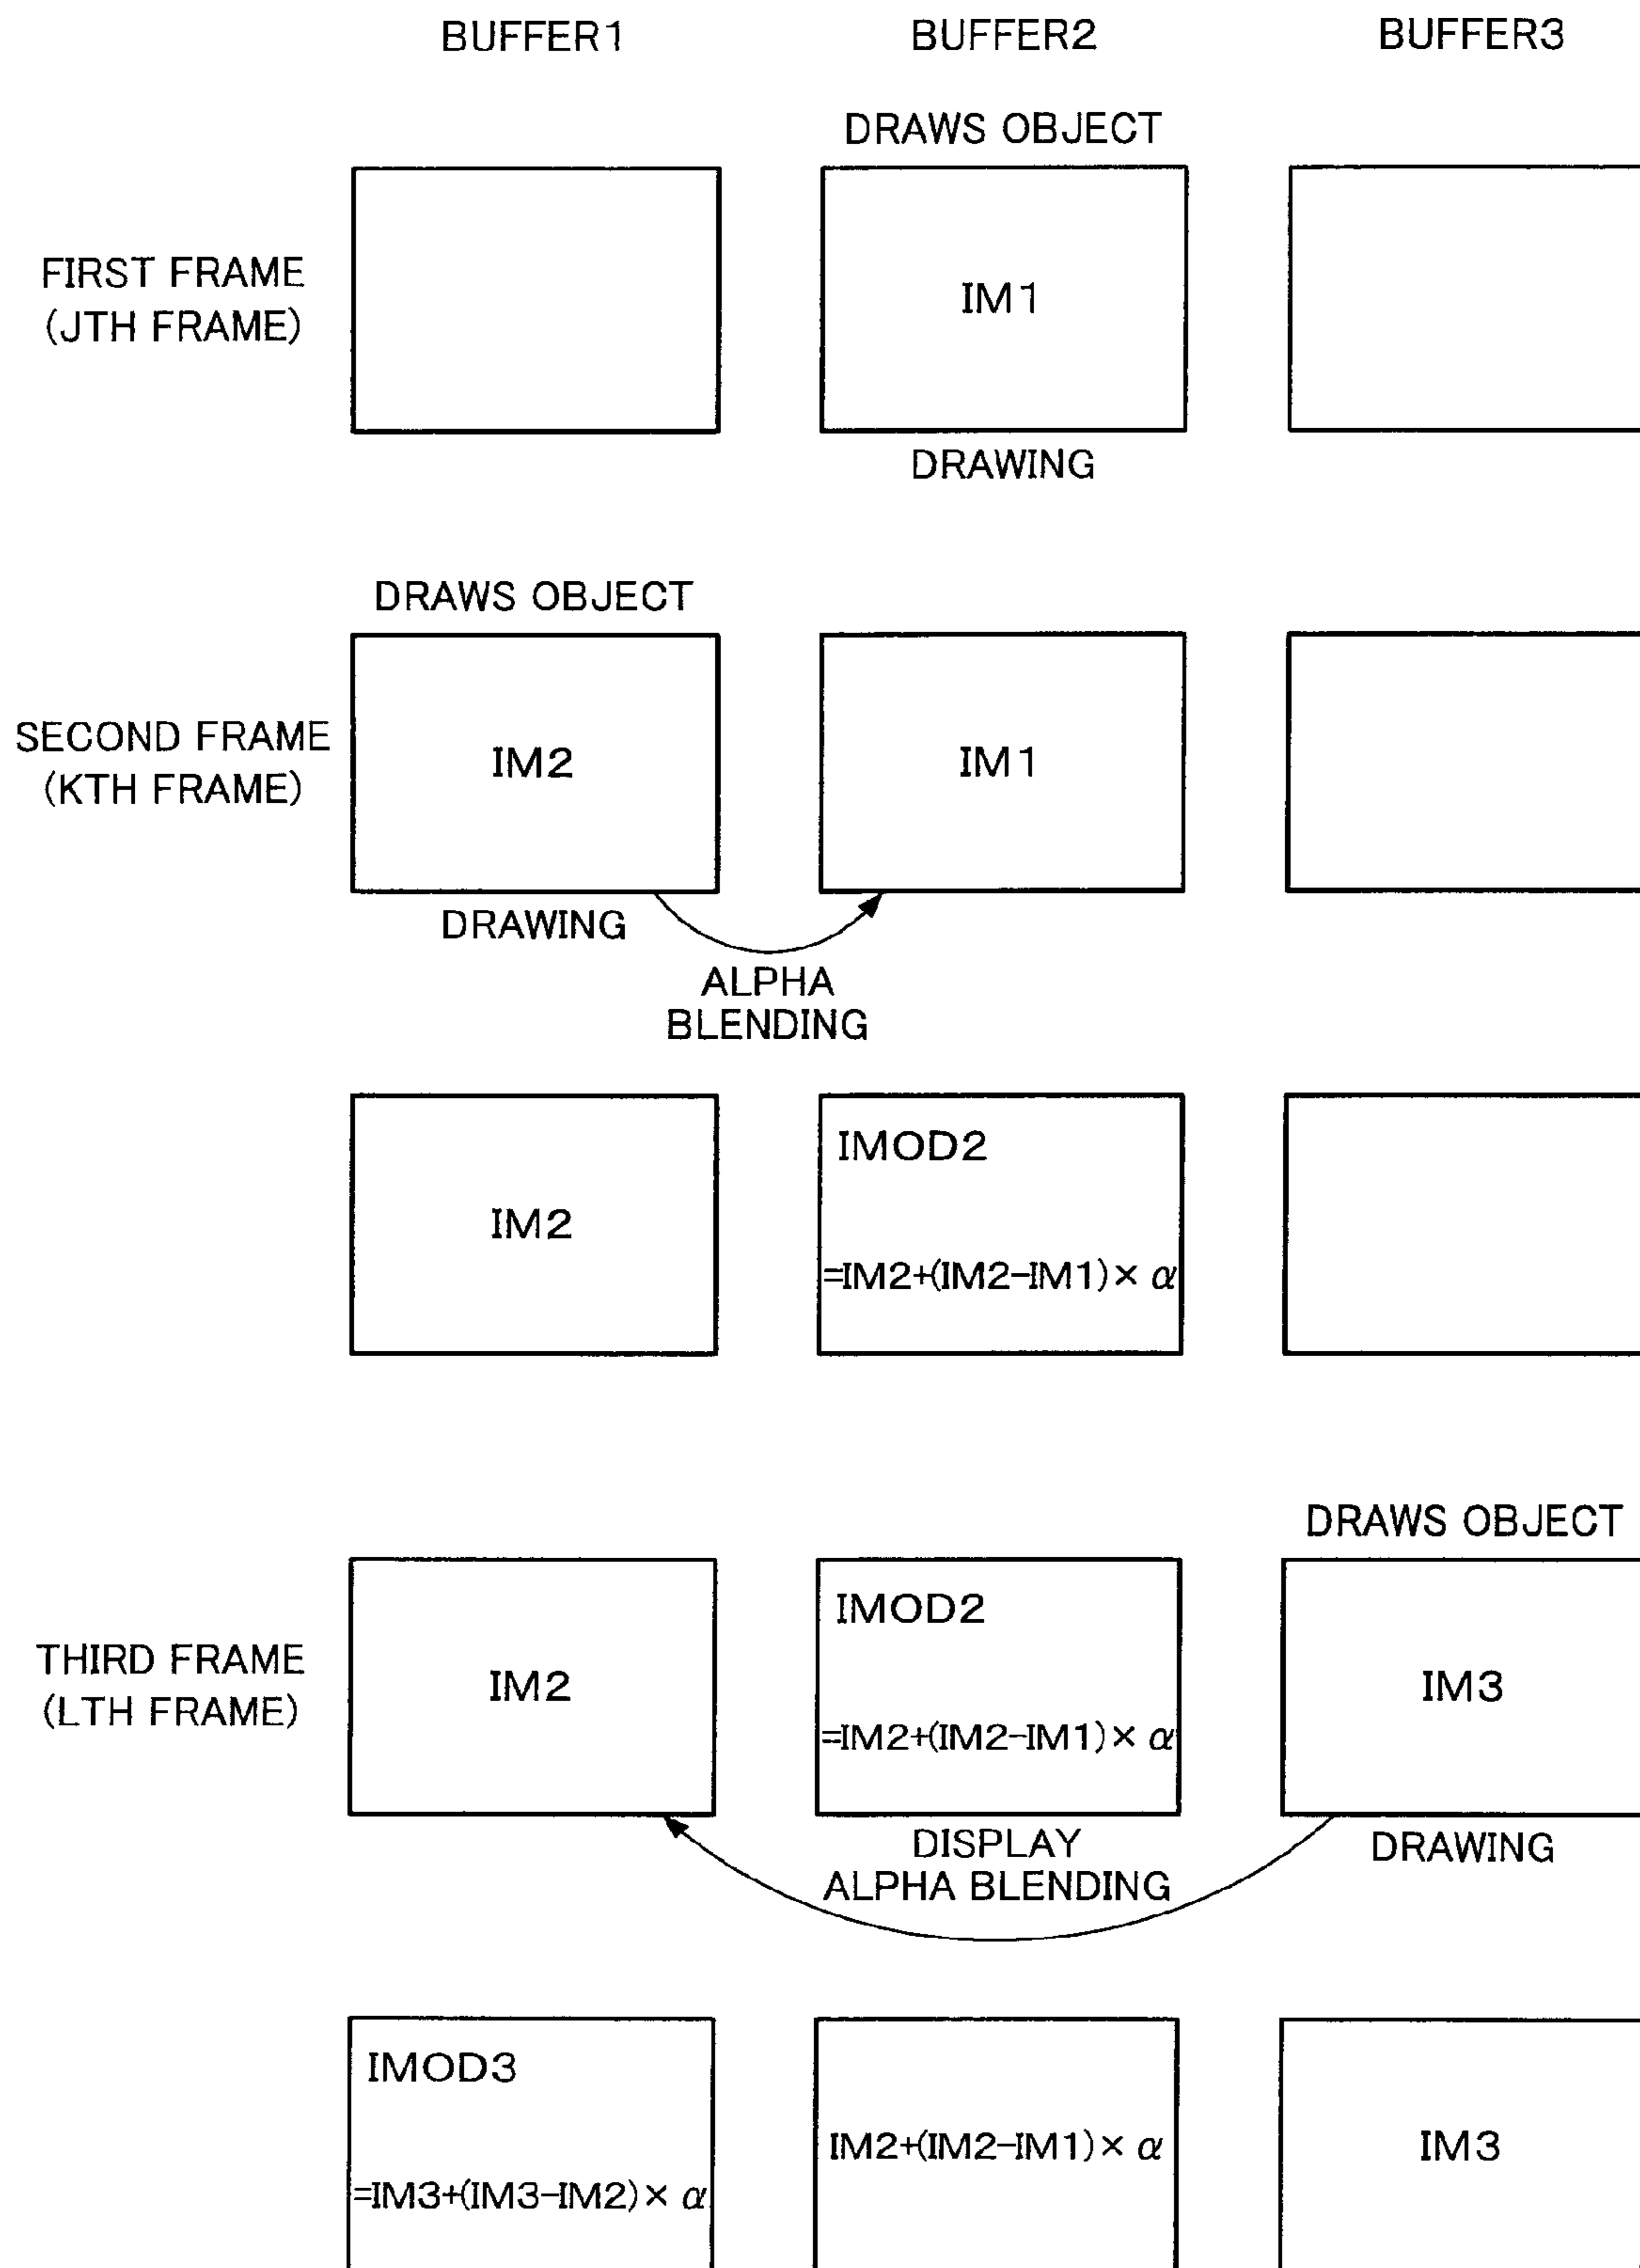 BUFFER1 BUFFER2 BUFFER3
DRAWS OBJECT
FIRST FRAME
(JTH FRAME)
IM1
DRAWING
DRAWS OBJECT
SECOND FRAME
(KTH FRAME)
IM2
IM1
DRAWING
ALPHA
BLENDING
IM2
IMOD2
=IM2+(IM2-IM1)× α
DRAWS OBJECT
THIRD FRAME
(LTH FRAME)
IM2
IMOD2
=IM2+(IM2-IM1)× α
IM3
DISPLAY
ALPHA BLENDING
DRAWING
IMOD3
=IM3+(IM3-IM2)× α
IM2+(IM2-IM1)× α
IM3